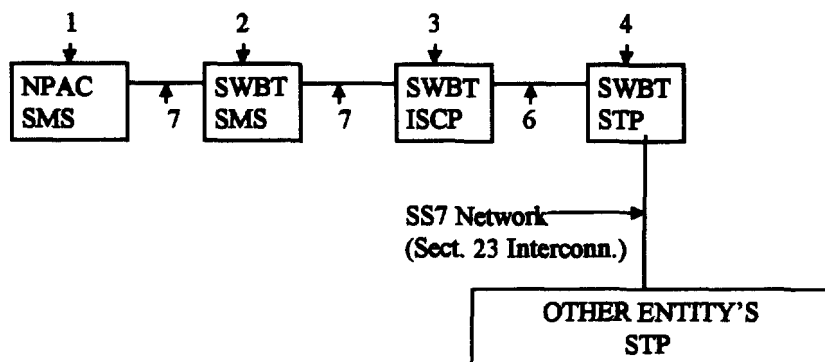 1 2 3 4
NPAC SWBT SWBT SWBT
SMS SMS ISCP STP
7 7 6
SS7 Network
(Sect. 23 Interconn.)
OTHER ENTITY'S
STP